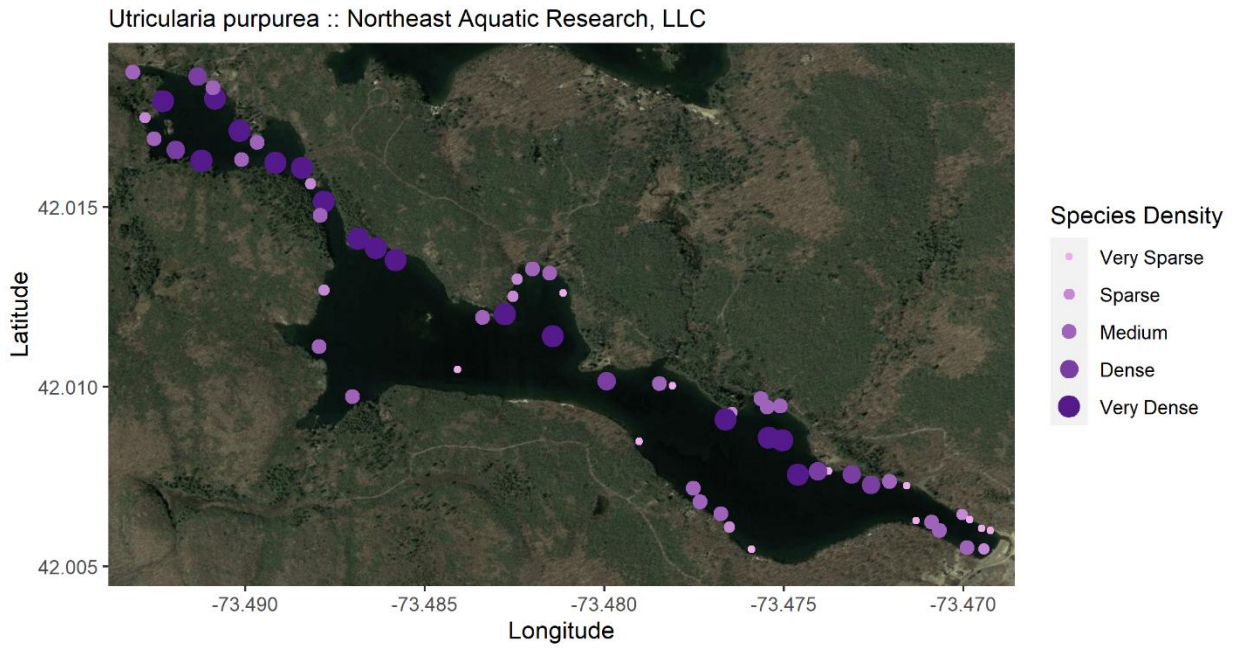 Utricularia purpurea :: Northeast Aquatic Research, LLC
Latitude
42.015
42.010
42.005
-73.490
-73.485
-73.480
-73.475
-73.470
Longitude
Species Density
Very Sparse
Sparse
Medium
Dense
Very Dense